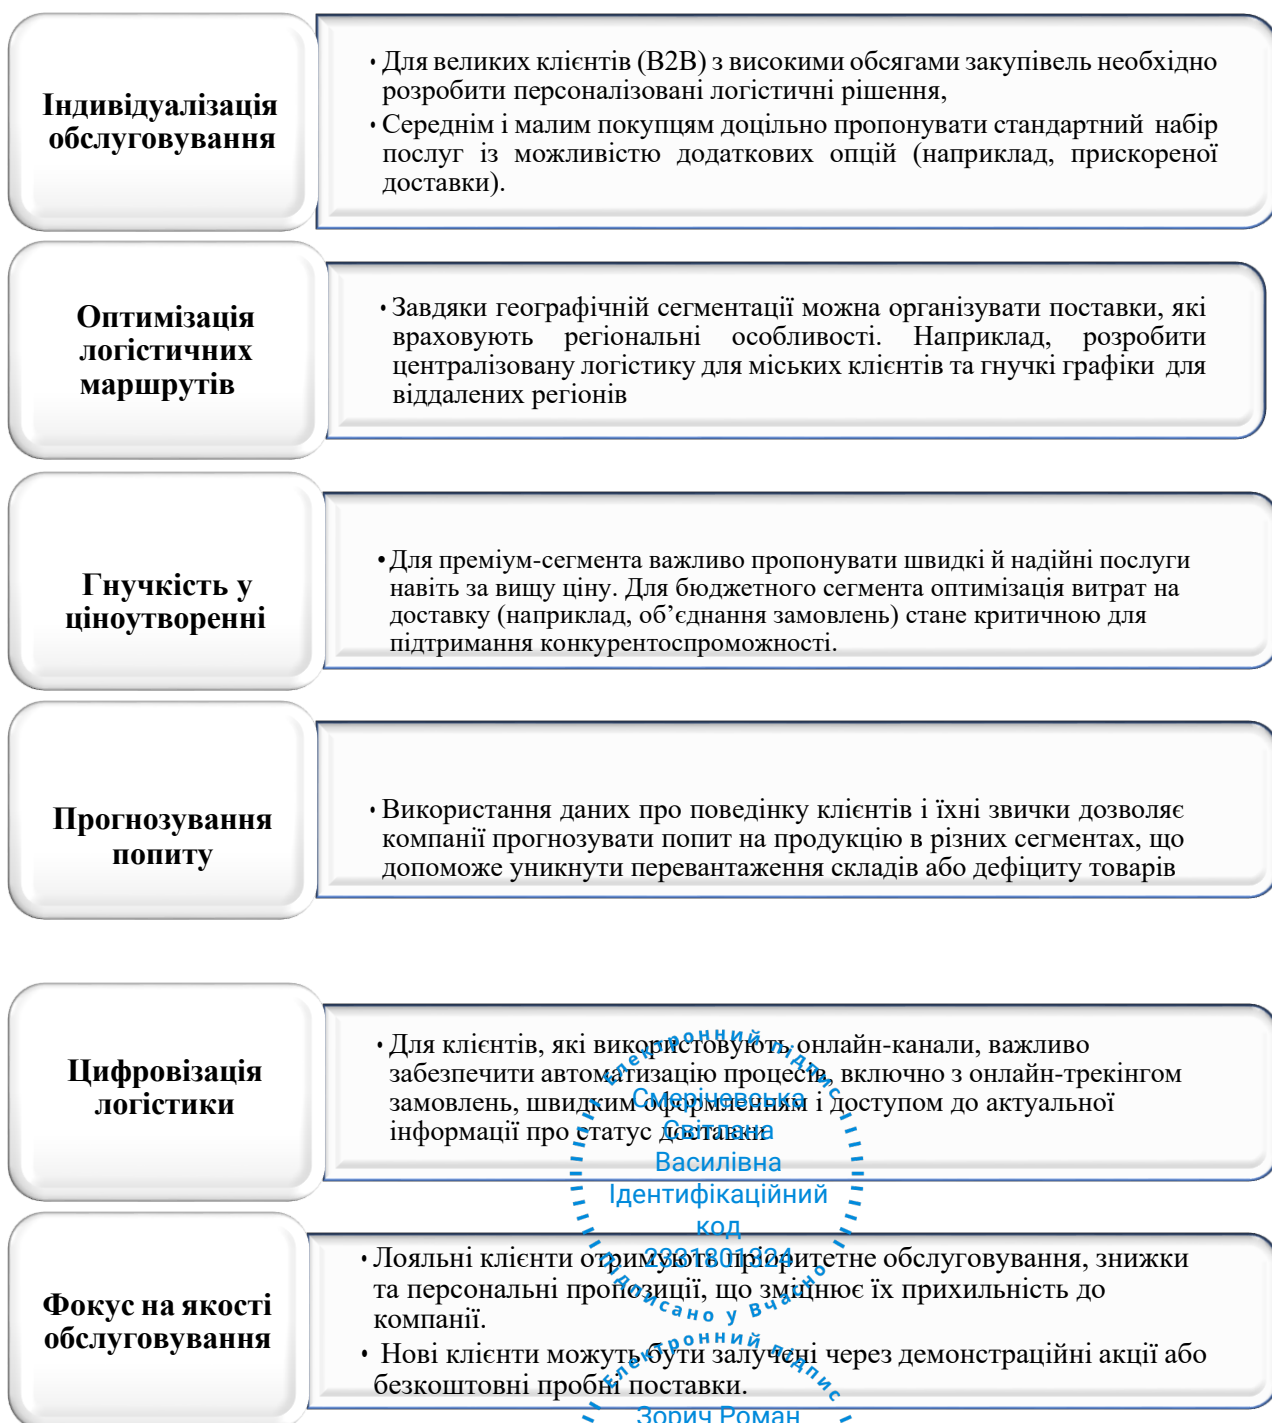 Індивідуалізація
обслуговування
• Для великих клієнтів (B2B) з високими обсягами закупівель необхідно
розробити персоналізовані логістичні рішення,
• Середнім і малим покупцям доцільно пропонувати стандартний набір
послуг із можливістю додаткових опцій (наприклад, прискореної
доставки).
Оптимізація
логістичних
маршрутів
• Завдяки географічній сегментації можна організувати поставки, які
враховують регіональні особливості. Наприклад, розробити
централізовану логістику для міських клієнтів та гнучкі графіки для
віддалених регіонів
Гнучкість у
ціноутворенні
• Для преміум-сегмента важливо пропонувати швидкі й надійні послуги
навіть за вищу ціну. Для бюджетного сегмента оптимізація витрат на
доставку (наприклад, об’єднання замовлень) стане критичною для
підтримання конкурентоспроможності.
Прогнозування
попиту
• Використання даних про поведінку клієнтів і їхні звички дозволяє
компанії прогнозувати попит на продукцію в різних сегментах, що
допоможе уникнути перевантаження складів або дефіциту товарів
Цифровізація
логістики
• Для клієнтів, які використовують онлайн-канали, важливо
забезпечити автоматизацію процесів, включно з онлайн-трекінгом
замовлень, швидким оформленням і доступом до актуальної
інформації про статус доставки
Електронний підпис
Смерічевська
Світлана
Василівна
Ідентифікаційний
код
2331801324
Підписано у Вчасно
Фокус на якості
обслуговування
• Лояльні клієнти отримують пріоритетне обслуговування, знижки
та персональні пропозиції, що зміцнює їх прихильність до
компанії.
• Нові клієнти можуть бути залучені через демонстраційні акції або
безкоштовні пробні поставки.
Електронний підпис
Зорич Роман